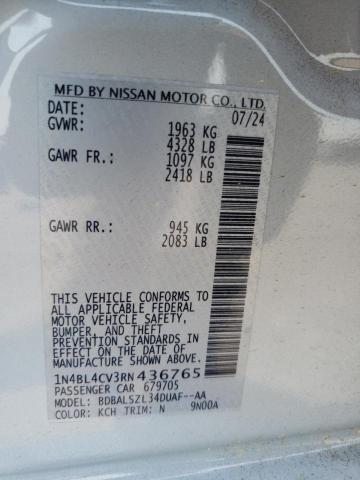 MFD BY NISSAN MOTOR CO., LTD.
DATE: 07/24
GVWR: 1963 KG
4328 LB
GAWR FR: 1097 KG
2418 LB
GAWR RR: 945 KG
2083 LB
THIS VEHICLE CONFORMS TO
ALL APPLICABLE FEDERAL
MOTOR VEHICLE SAFETY,
BUMPER, AND THEFT
PREVENTION STANDARDS IN
EFFECT ON THE DATE OF
MANUFACTURE SHOWN ABOVE.
1N4BL4CV3RN436765
PASSENGER CAR 679705
MODEL: BDBALSZL34DUAF--AA
COLOR: KCH TRIM: N 9N00A